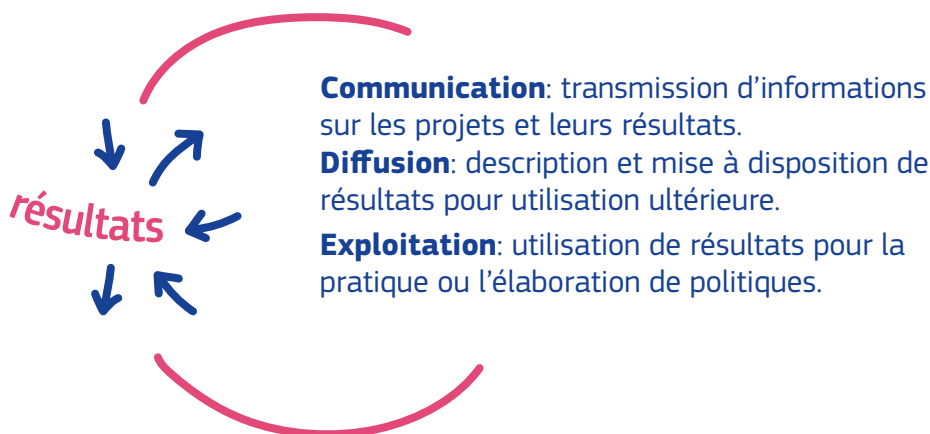 résultats
Communication: transmission d’informations
sur les projets et leurs résultats.
Diffusion: description et mise à disposition de
résultats pour utilisation ultérieure.
Exploitation: utilisation de résultats pour la
pratique ou l’élaboration de politiques.